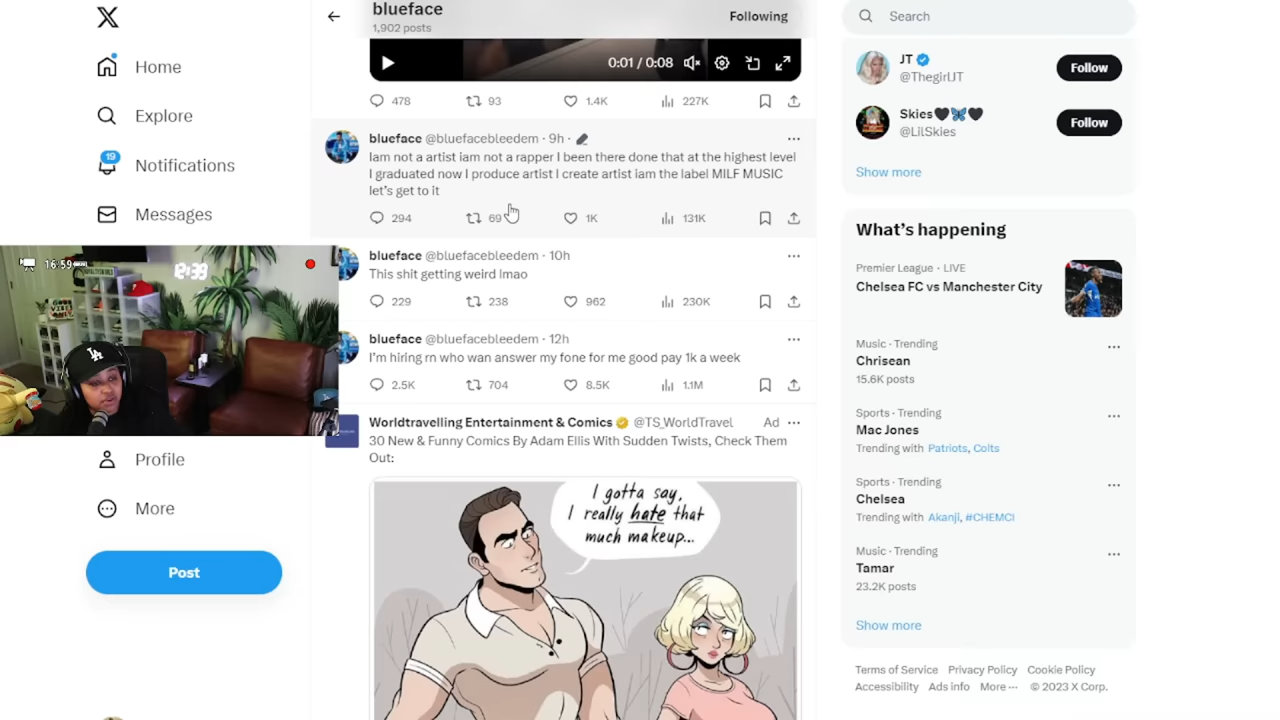 blueface
1,902 posts
Following
0:01 / 0:08
478 93 1.4K 227K
blueface @bluefacebleedem · 9h ·
Iam not a artist iam not a rapper I been there done that at the highest level
I graduated now I produce artist I create artist iam the label MILF MUSIC
let's get to it
294 69 1K 131K
blueface @bluefacebleedem · 10h
This shit getting weird lmao
229 238 962 230K
blueface @bluefacebleedem · 12h
I'm hiring rn who wan answer my fone for me good pay 1k a week
2.5K 704 8.5K 1.1M
Worldtravelling Entertainment & Comics @TS_WorldTravel Ad
30 New & Funny Comics By Adam Ellis With Sudden Twists, Check Them
Out:
I gotta say,
I really hate that
much makeup...
Home
Explore
19
Notifications
Messages
16:59
12:39
LA
Profile
More
Post
Search
JT
@ThegirlJT
Follow
Skies🖤🦋🖤
@LilSkies
Follow
Show more
What's happening
Premier League · LIVE
Chelsea FC vs Manchester City
Music · Trending
Chrisean
15.6K posts
Sports · Trending
Mac Jones
Trending with Patriots, Colts
Sports · Trending
Chelsea
Trending with Akanji, #CHEMCI
Music · Trending
Tamar
23.2K posts
Show more
Terms of Service Privacy Policy Cookie Policy
Accessibility Ads info More ··· © 2023 X Corp.